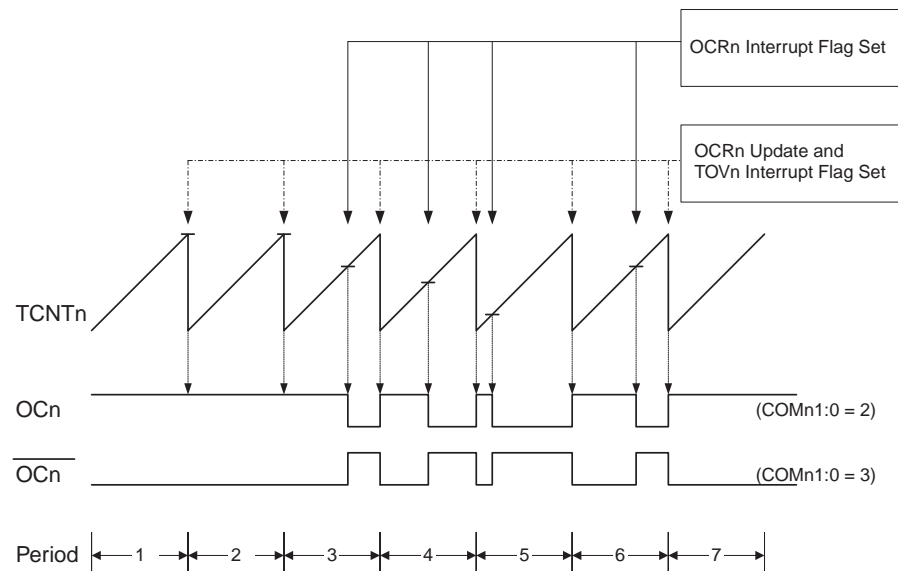 OCRn Interrupt Flag Set
OCRn Update and
TOVn Interrupt Flag Set
TCNTn
OCn
(COMn1:0 = 2)
OCn
(COMn1:0 = 3)
Period
1
2
3
4
5
6
7